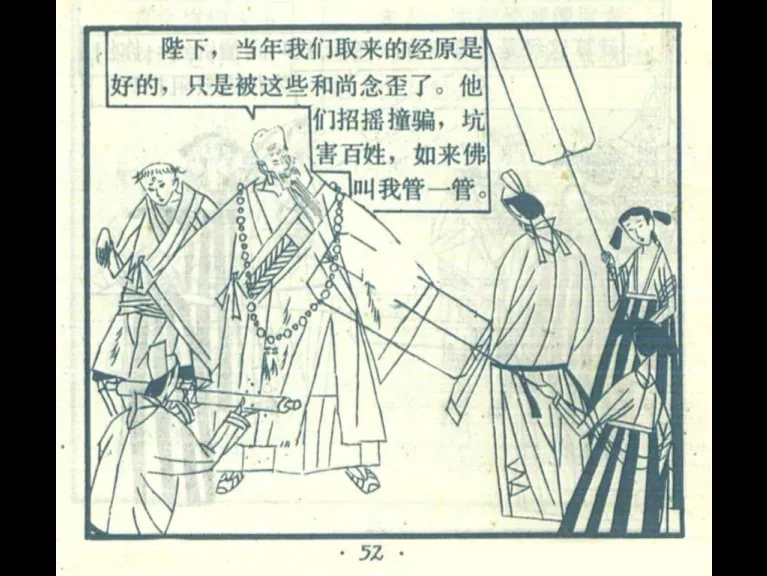 陛下，当年我们取来的经原是
好的，只是被这些和尚念歪了。他
们招摇撞骗，坑
害百姓，如来佛
叫我管一管。
· 52 ·